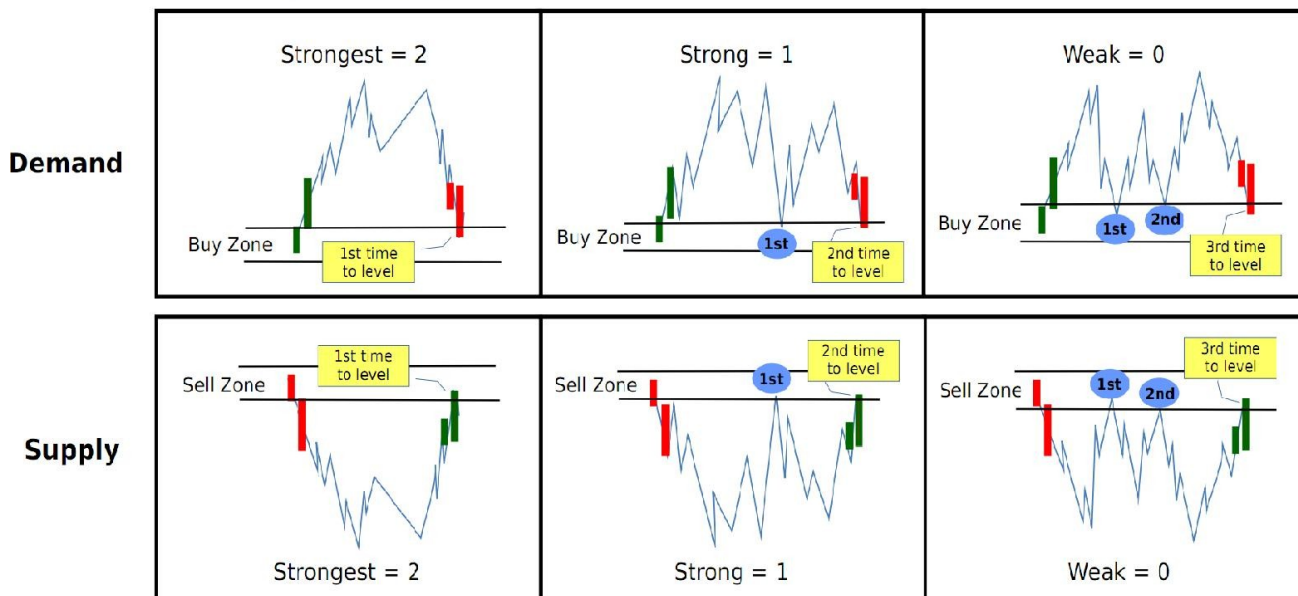 Strongest = 2
Strong = 1
Weak = 0
Demand
Buy Zone
1st time
to level
Buy Zone
1st
2nd time
to level
Buy Zone
1st
2nd
3rd time
to level
Supply
Sell Zone
1st time
to level
Sell Zone
1st
2nd time
to level
Sell Zone
1st
2nd
3rd time
to level
Strongest = 2
Strong = 1
Weak = 0